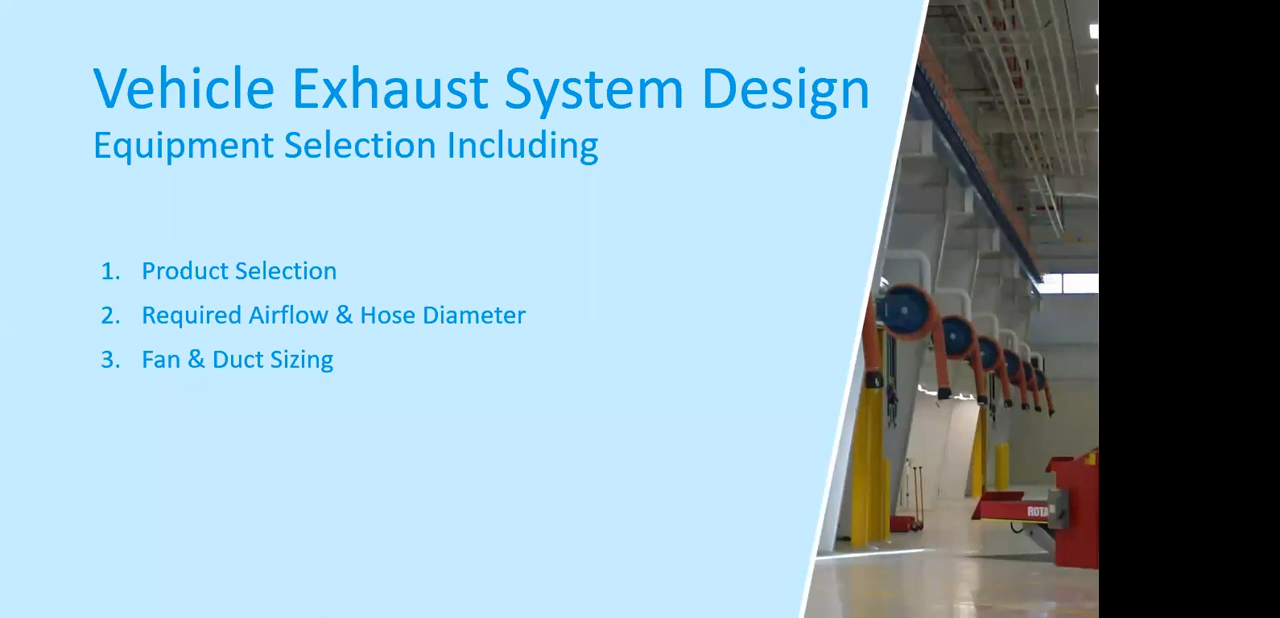 Vehicle Exhaust System Design
Equipment Selection Including
1. Product Selection
2. Required Airflow & Hose Diameter
3. Fan & Duct Sizing
ROTA